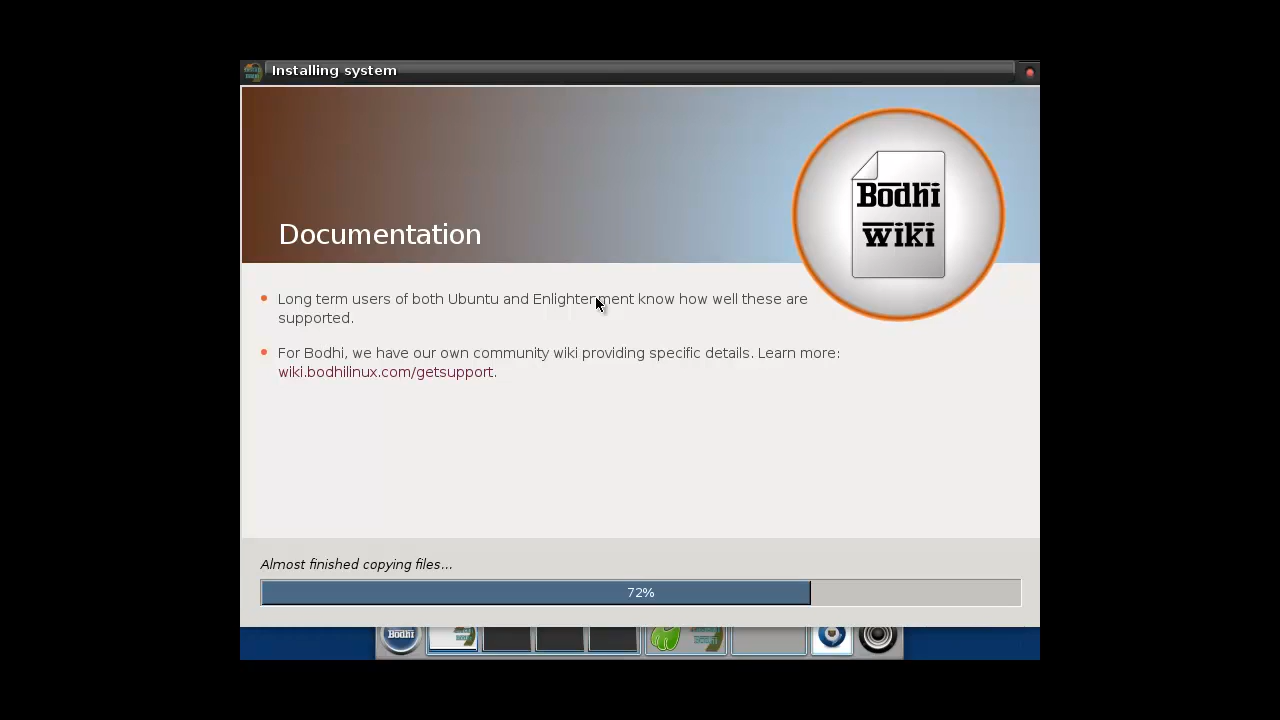 Installing system
Bodhi
wiki
Documentation
Long term users of both Ubuntu and Enlightenment know how well these are
supported.
For Bodhi, we have our own community wiki providing specific details. Learn more:
wiki.bodhilinux.com/getsupport.
Almost finished copying files...
72%
Bodhi